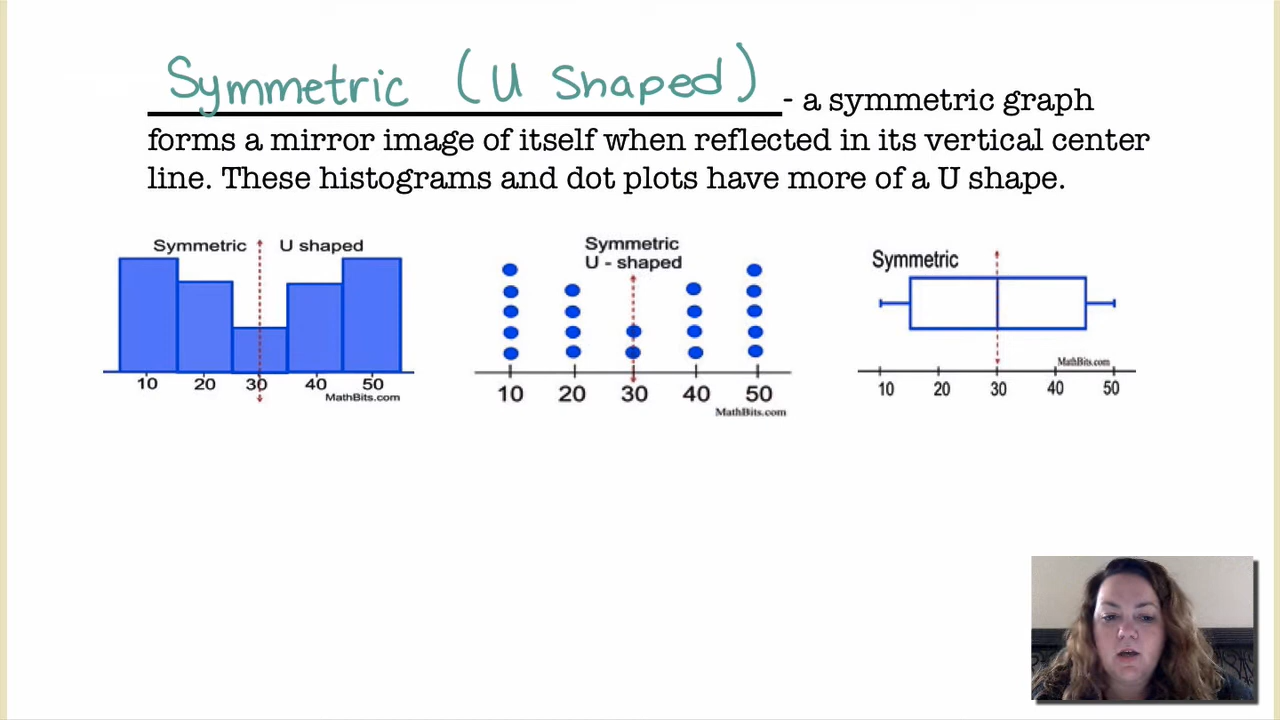 Symmetric (U Shaped) - a symmetric graph
forms a mirror image of itself when reflected in its vertical center
line. These histograms and dot plots have more of a U shape.
Symmetric U shaped
10 20 30 40 50
MathBits.com
Symmetric
U - shaped
10 20 30 40 50
MathBits.com
Symmetric
MathBits.com
10 20 30 40 50